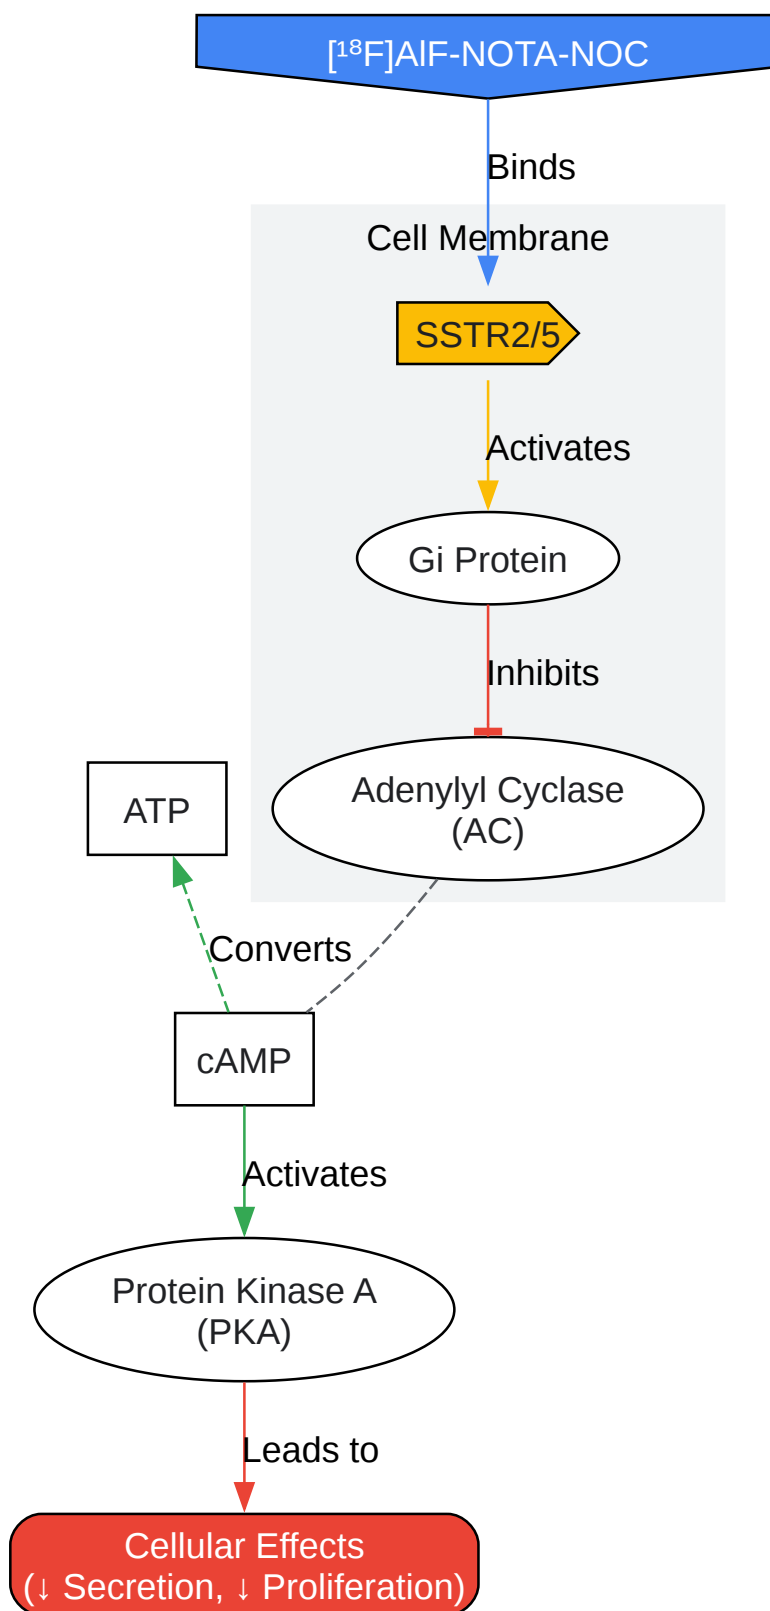 [¹⁸F]AlF-NOTA-NOC
Binds
Cell Membrane
SSTR2/5
Activates
Gi Protein
Inhibits
Adenylyl Cyclase
(AC)
ATP
Converts
cAMP
Activates
Protein Kinase A
(PKA)
Leads to
Cellular Effects
(↓ Secretion, ↓ Proliferation)